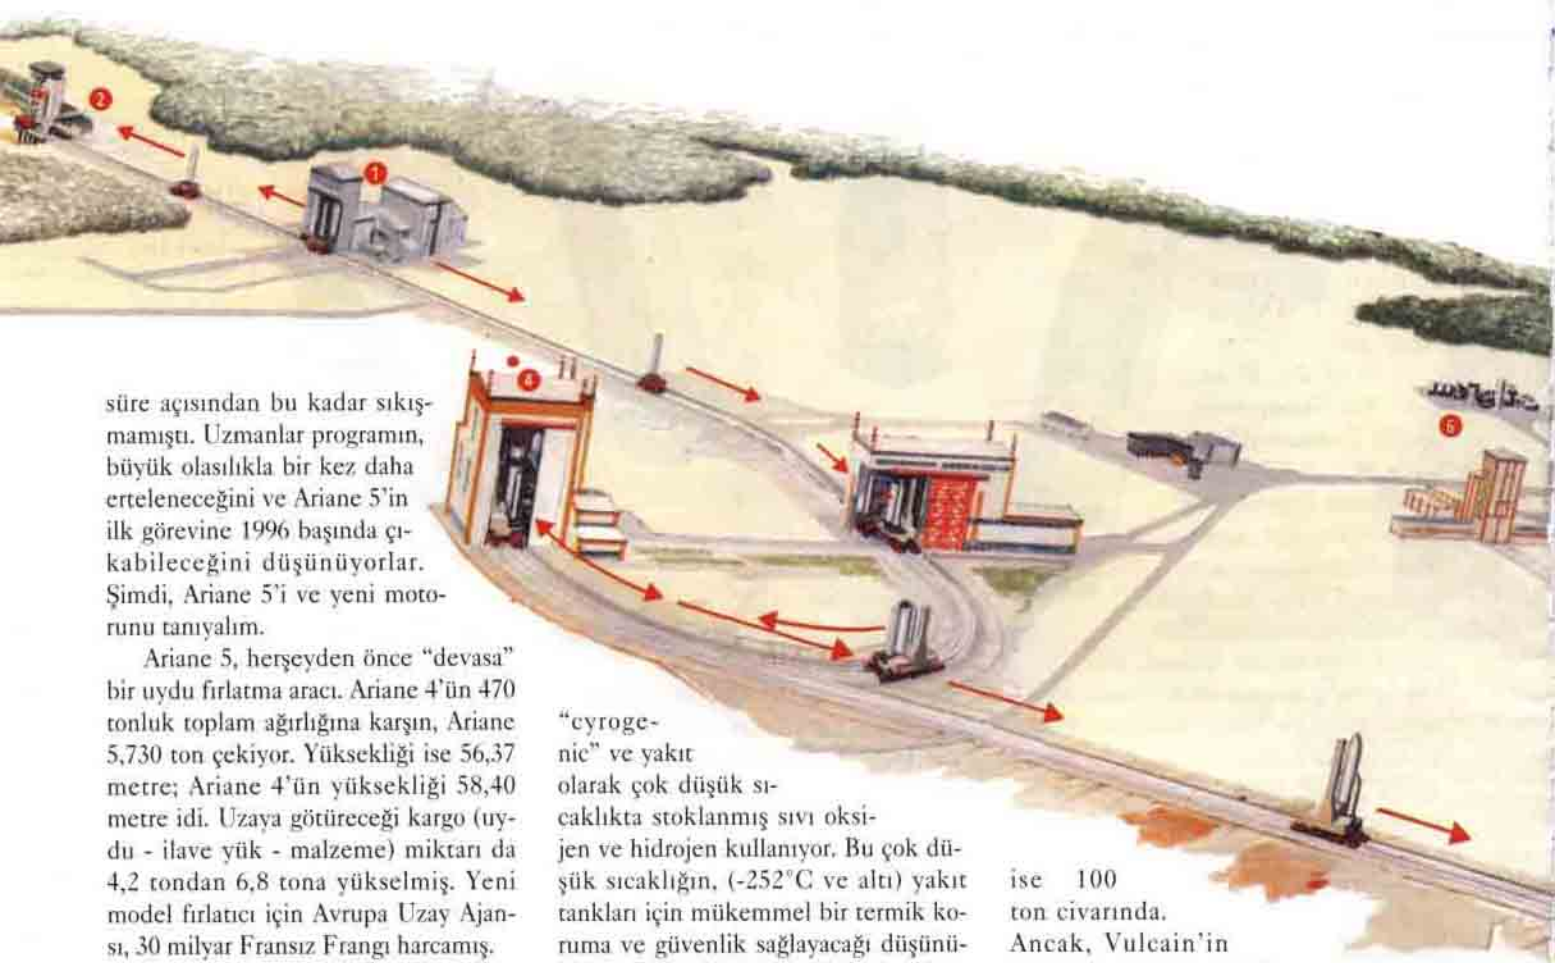 süre açısından bu kadar sıkış-
mamıştı. Uzmanlar programın,
büyük olasılıkla bir kez daha
erteleneceğini ve Ariane 5'in
ilk görevine 1996 başında çı-
kabileceğini düşünüyorlar.
Şimdi, Ariane 5'i ve yeni moto-
runu tanıyalım.
Ariane 5, herşeyden önce “devasa”
bir uydu fırlatma aracı. Ariane 4'ün 470
tonluk toplam ağırlığına karşın, Ariane
5,730 ton çekiyor. Yüksekliği ise 56,37
metre; Ariane 4'ün yüksekliği 58,40
metre idi. Uzaya götüreceği kargo (uy-
du - ilave yük - malzeme) miktarı da
4,2 tondan 6,8 tona yükselmiş. Yeni
model fırlatıcı için Avrupa Uzay Ajan-
sı, 30 milyar Fransız Frangı harcamış.
“cyroge-
nic” ve yakıt
olarak çok düşük sı-
caklıkta stoklanmış sıvı oksi-
jen ve hidrojen kullanıyor. Bu çok dü-
şük sıcaklığın, (-252°C ve altı) yakıt
tankları için mükemmel bir termik ko-
ruma ve güvenlik sağlayacağı düşünü-
ise 100
ton civarında.
Ancak, Vulcain'in
2
1
4
6